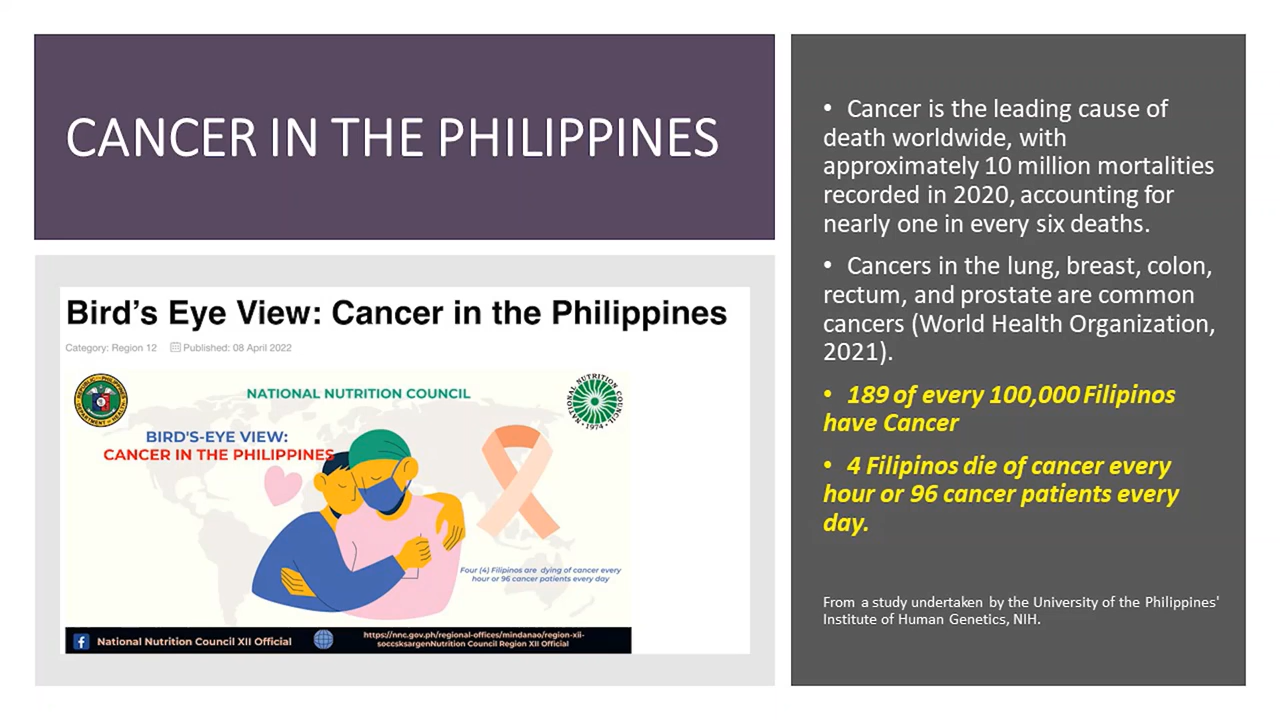 CANCER IN THE PHILIPPINES
Bird's Eye View: Cancer in the Philippines
Category: Region 12 Published: 08 April 2022
NATIONAL NUTRITION COUNCIL
BIRD'S-EYE VIEW:
CANCER IN THE PHILIPPINES
Four (4) Filipinos are dying of cancer every
hour or 96 cancer patients every day
National Nutrition Council XII Official
https://nnc.gov.ph/regional-offices/mindanao/region-xii-
soccsksargenNutrition Council Region XII Official
• Cancer is the leading cause of
death worldwide, with
approximately 10 million mortalities
recorded in 2020, accounting for
nearly one in every six deaths.
• Cancers in the lung, breast, colon,
rectum, and prostate are common
cancers (World Health Organization,
2021).
• 189 of every 100,000 Filipinos
have Cancer
• 4 Filipinos die of cancer every
hour or 96 cancer patients every
day.
From a study undertaken by the University of the Philippines'
Institute of Human Genetics, NIH.